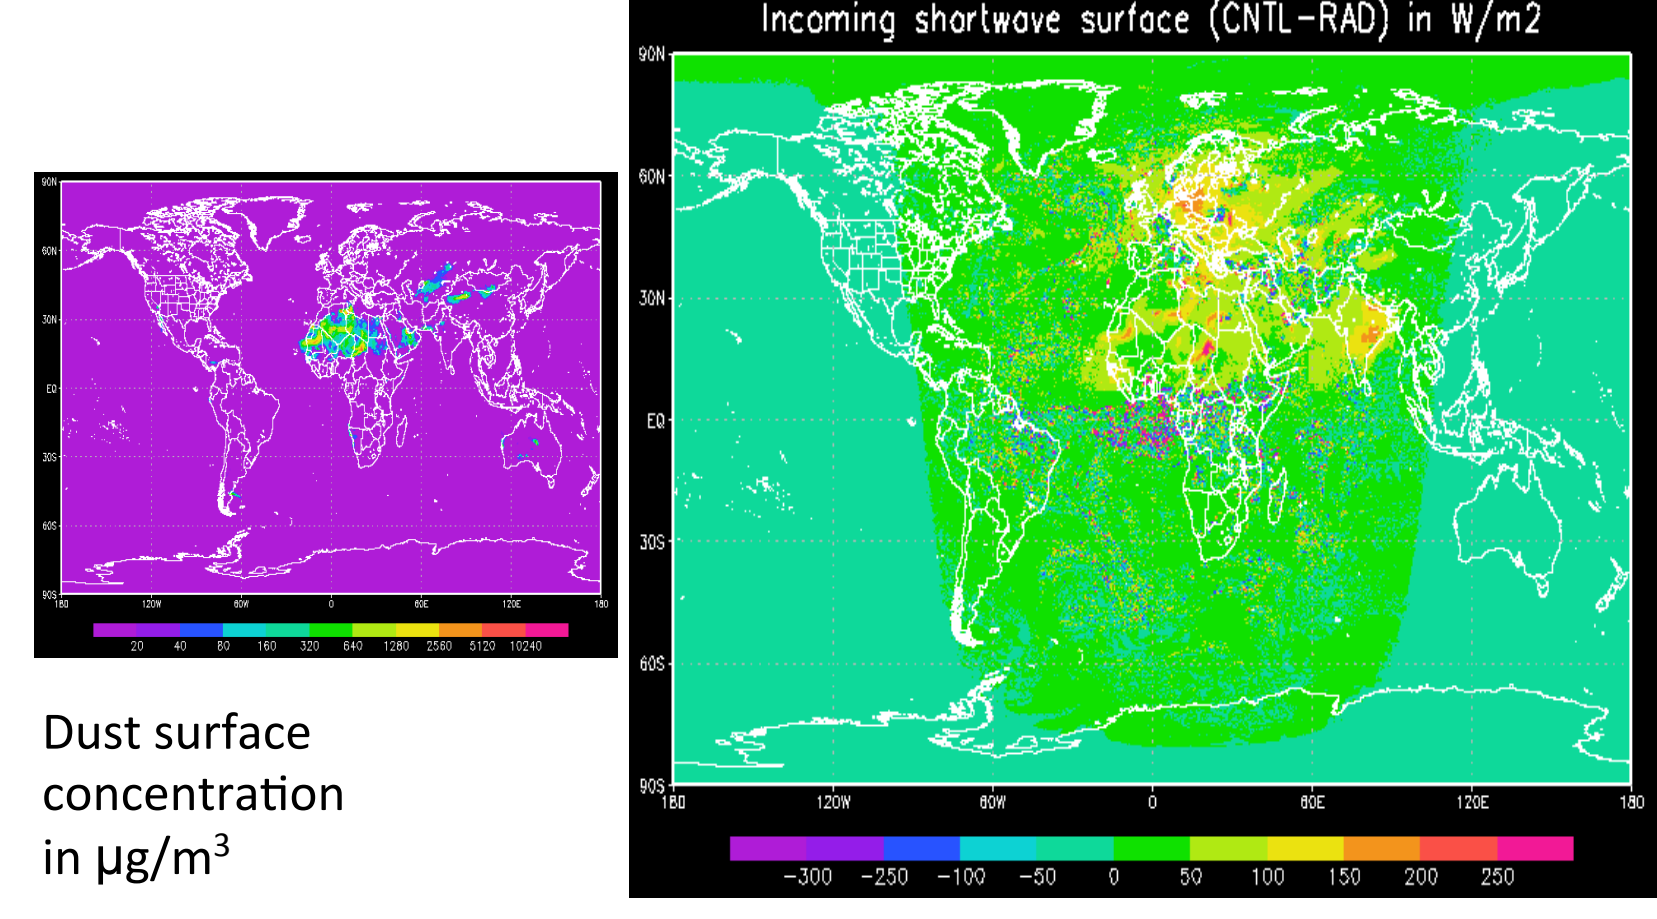 Incoming shortwave surface (CNTL-RAD) in W/m2
90N
60N
30N
EQ
30S
60S
90S
180 120W 60W 0 60E 120E 180
20 40 80 160 320 640 1280 2560 5120 10240
Dust surface
concentration
in µg/m³
90N
60N
30N
EQ
30S
60S
90S
180 120W 60W 0 60E 120E 180
-300 -250 -100 -50 0 50 100 150 200 250